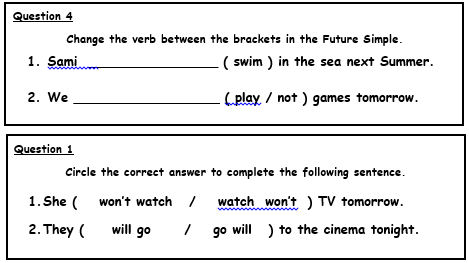 Question 4
Change the verb between the brackets in the Future Simple.
1. Sami ____________________ ( swim ) in the sea next Summer.
2. We ______________________ ( play / not ) games tomorrow.
Question 1
Circle the correct answer to complete the following sentence.
1. She ( won't watch / watch won't ) TV tomorrow.
2. They ( will go / go will ) to the cinema tonight.